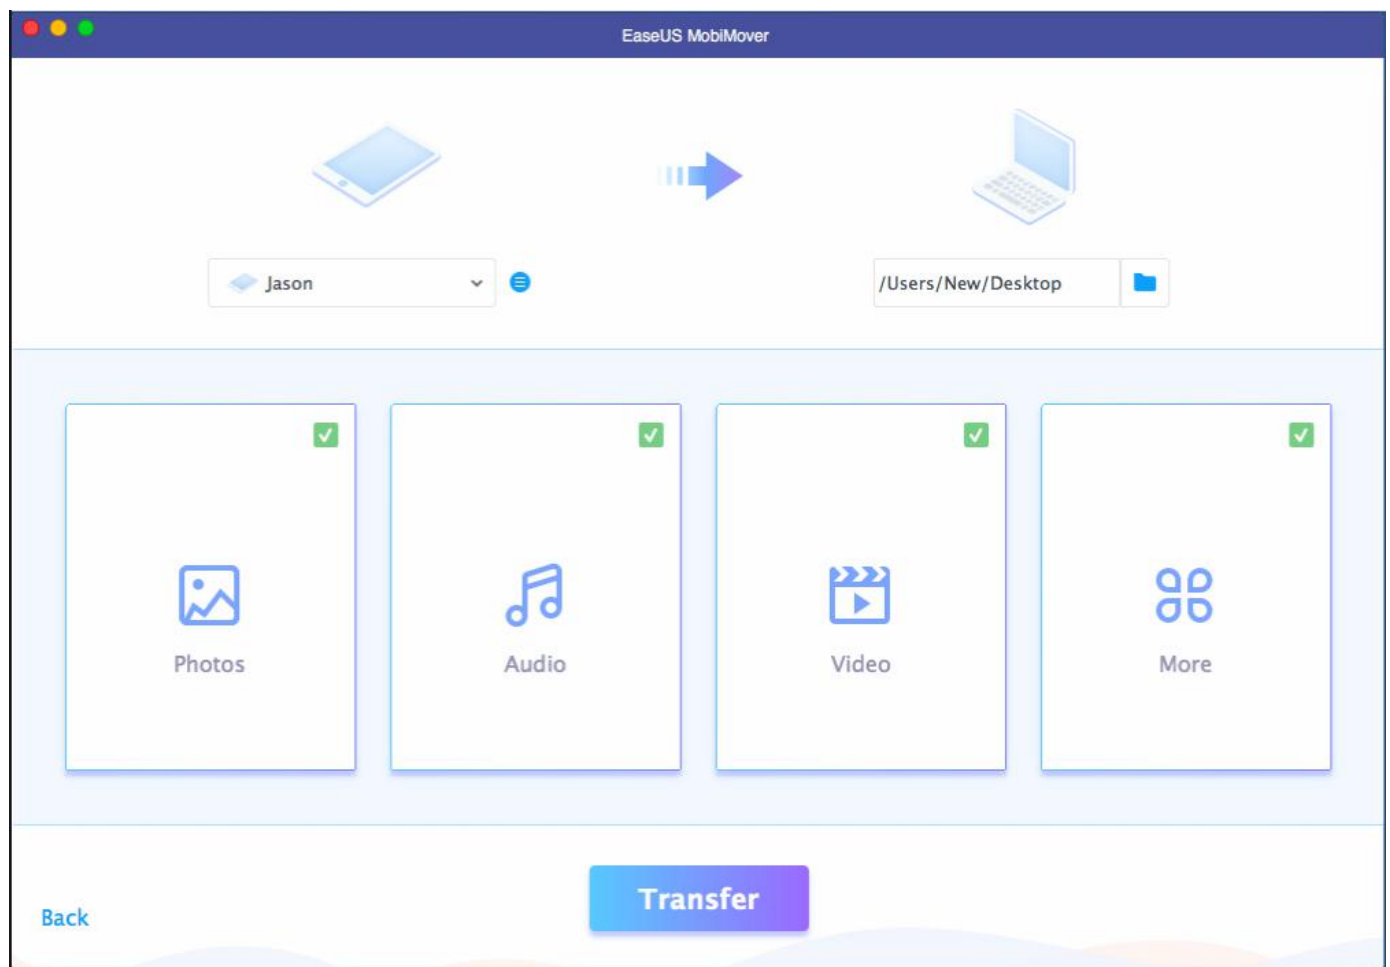 EaseUS MobiMover
Jason
/Users/New/Desktop
Photos
Audio
Video
More
Transfer
Back